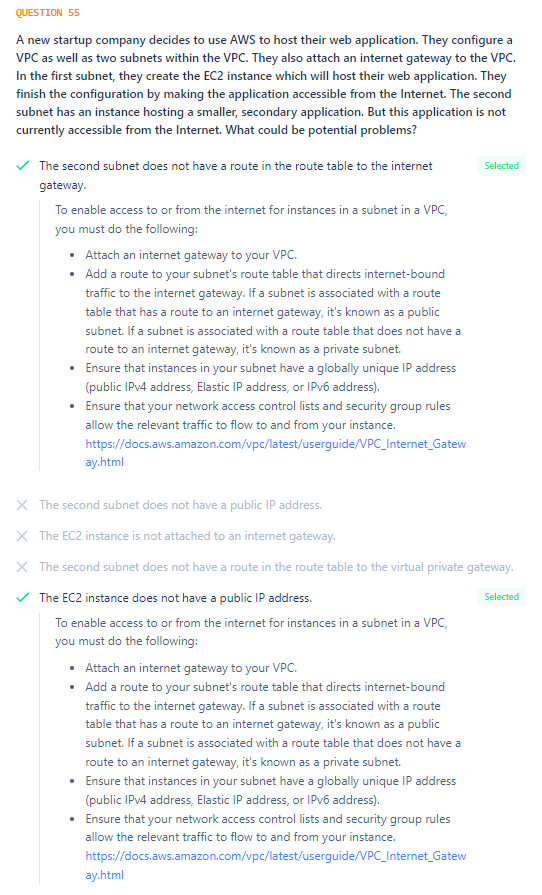 QUESTION 55
A new startup company decides to use AWS to host their web application. They configure a
VPC as well as two subnets within the VPC. They also attach an internet gateway to the VPC.
In the first subnet, they create the EC2 instance which will host their web application. They
finish the configuration by making the application accessible from the Internet. The second
subnet has an instance hosting a smaller, secondary application. But this application is not
currently accessible from the Internet. What could be potential problems?
The second subnet does not have a route in the route table to the internet
gateway.
Selected
To enable access to or from the internet for instances in a subnet in a VPC,
you must do the following:
• Attach an internet gateway to your VPC.
• Add a route to your subnet's route table that directs internet-bound
traffic to the internet gateway. If a subnet is associated with a route
table that has a route to an internet gateway, it's known as a public
subnet. If a subnet is associated with a route table that does not have a
route to an internet gateway, it's known as a private subnet.
• Ensure that instances in your subnet have a globally unique IP address
(public IPv4 address, Elastic IP address, or IPv6 address).
• Ensure that your network access control lists and security group rules
allow the relevant traffic to flow to and from your instance.
https://docs.aws.amazon.com/vpc/latest/userguide/VPC_Internet_Gatew
ay.html
The second subnet does not have a public IP address.
The EC2 instance is not attached to an internet gateway.
The second subnet does not have a route in the route table to the virtual private gateway.
The EC2 instance does not have a public IP address.
Selected
To enable access to or from the internet for instances in a subnet in a VPC,
you must do the following:
• Attach an internet gateway to your VPC.
• Add a route to your subnet's route table that directs internet-bound
traffic to the internet gateway. If a subnet is associated with a route
table that has a route to an internet gateway, it's known as a public
subnet. If a subnet is associated with a route table that does not have a
route to an internet gateway, it's known as a private subnet.
• Ensure that instances in your subnet have a globally unique IP address
(public IPv4 address, Elastic IP address, or IPv6 address).
• Ensure that your network access control lists and security group rules
allow the relevant traffic to flow to and from your instance.
https://docs.aws.amazon.com/vpc/latest/userguide/VPC_Internet_Gatew
ay.html